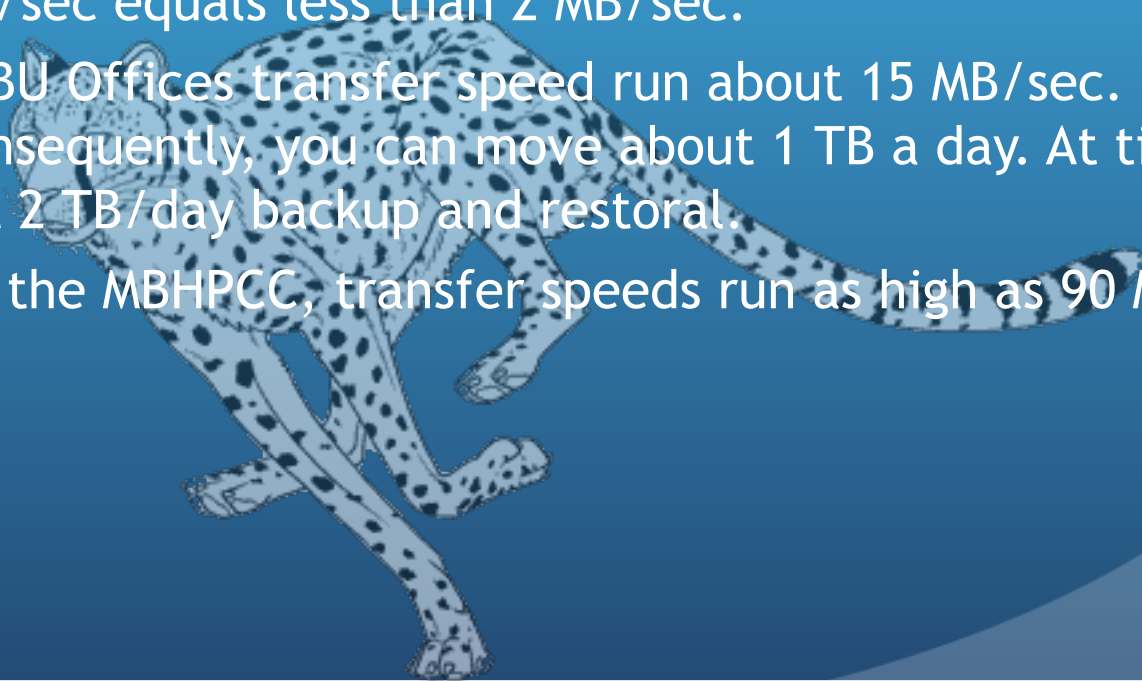 /sec equals less than 2 MB/sec.
BU Offices transfer speed run about 15 MB/sec.
nsequently, you can move about 1 TB a day. At ti
2 TB/day backup and restoral.
the MBHPCC, transfer speeds run as high as 90 M